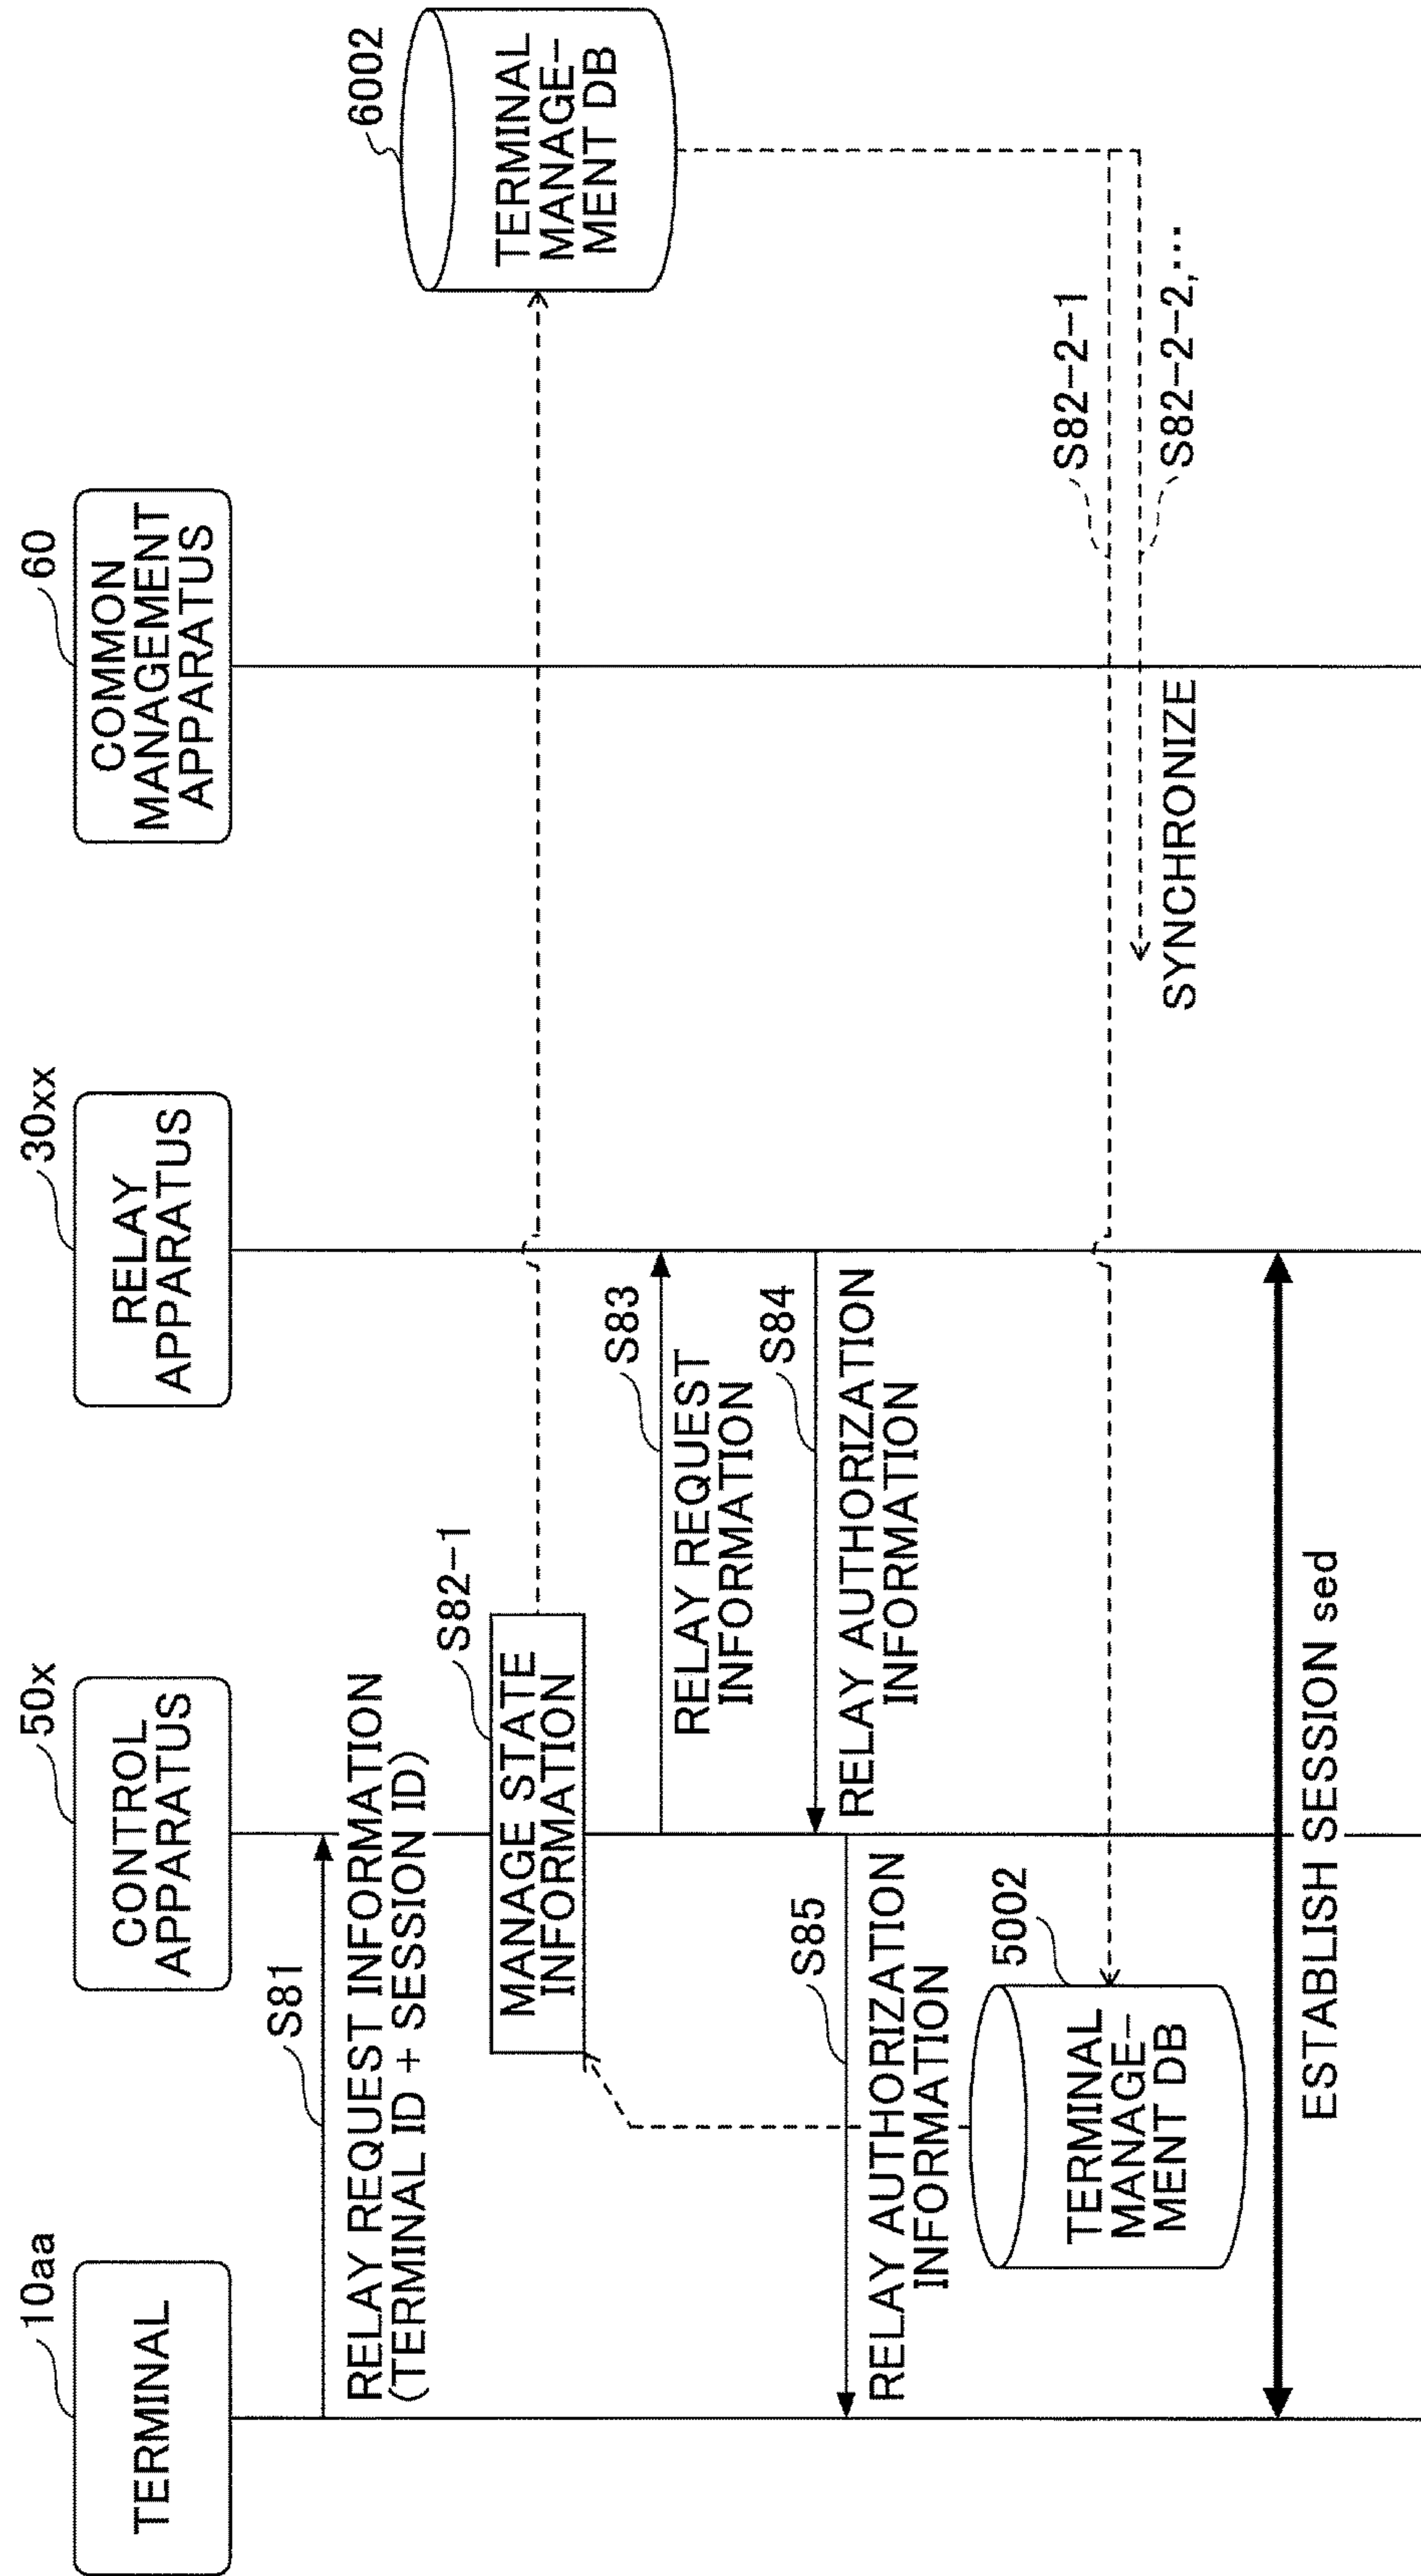 10aa
TERMINAL
50x
CONTROL
APPARATUS
30xx
RELAY
APPARATUS
60
COMMON
MANAGEMENT
APPARATUS
S81
RELAY REQUEST INFORMATION
(TERMINAL ID + SESSION ID)
S82-1
MANAGE STATE
INFORMATION
6002
TERMINAL
MANAGE-
MENT DB
S83
RELAY REQUEST
INFORMATION
S84
RELAY AUTHORIZATION
INFORMATION
S85
RELAY AUTHORIZATION
INFORMATION
5002
TERMINAL
MANAGE-
MENT DB
S82-2-1
S82-2-2,...
SYNCHRONIZE
ESTABLISH SESSION sed